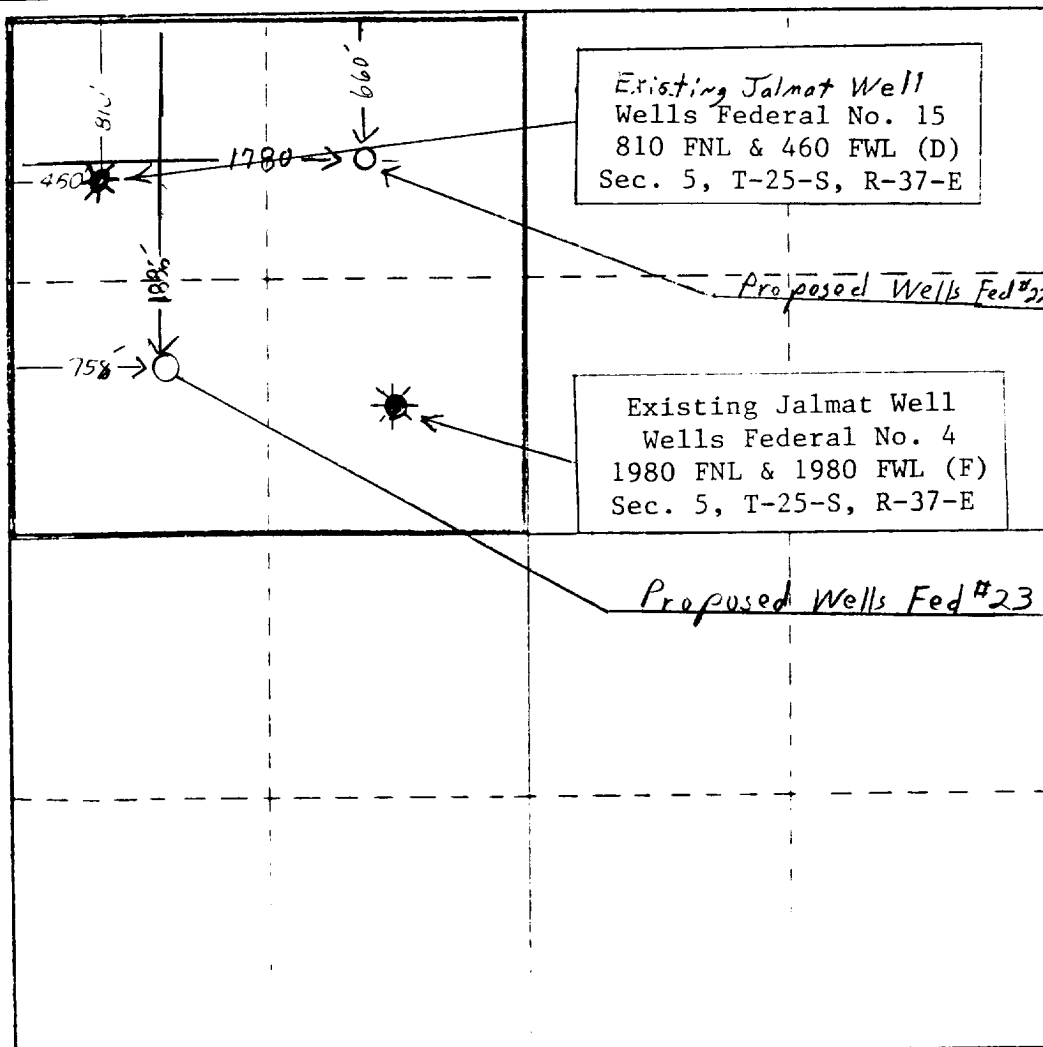 810'
660'
1780
460
Existing Jalmat Well
Wells Federal No. 15
810 FNL & 460 FWL (D)
Sec. 5, T-25-S, R-37-E
Proposed Wells Fed #22
758'
Existing Jalmat Well
Wells Federal No. 4
1980 FNL & 1980 FWL (F)
Sec. 5, T-25-S, R-37-E
Proposed Wells Fed #23